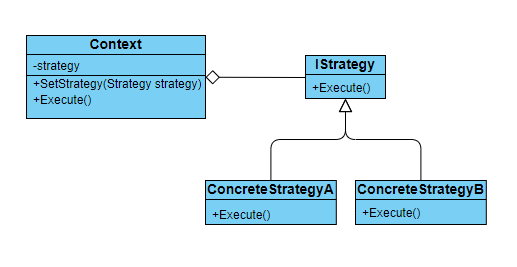 Context
-strategy
+SetStrategy(Strategy strategy)
+Execute()
IStrategy
+Execute()
ConcreteStrategyA
+Execute()
ConcreteStrategyB
+Execute()